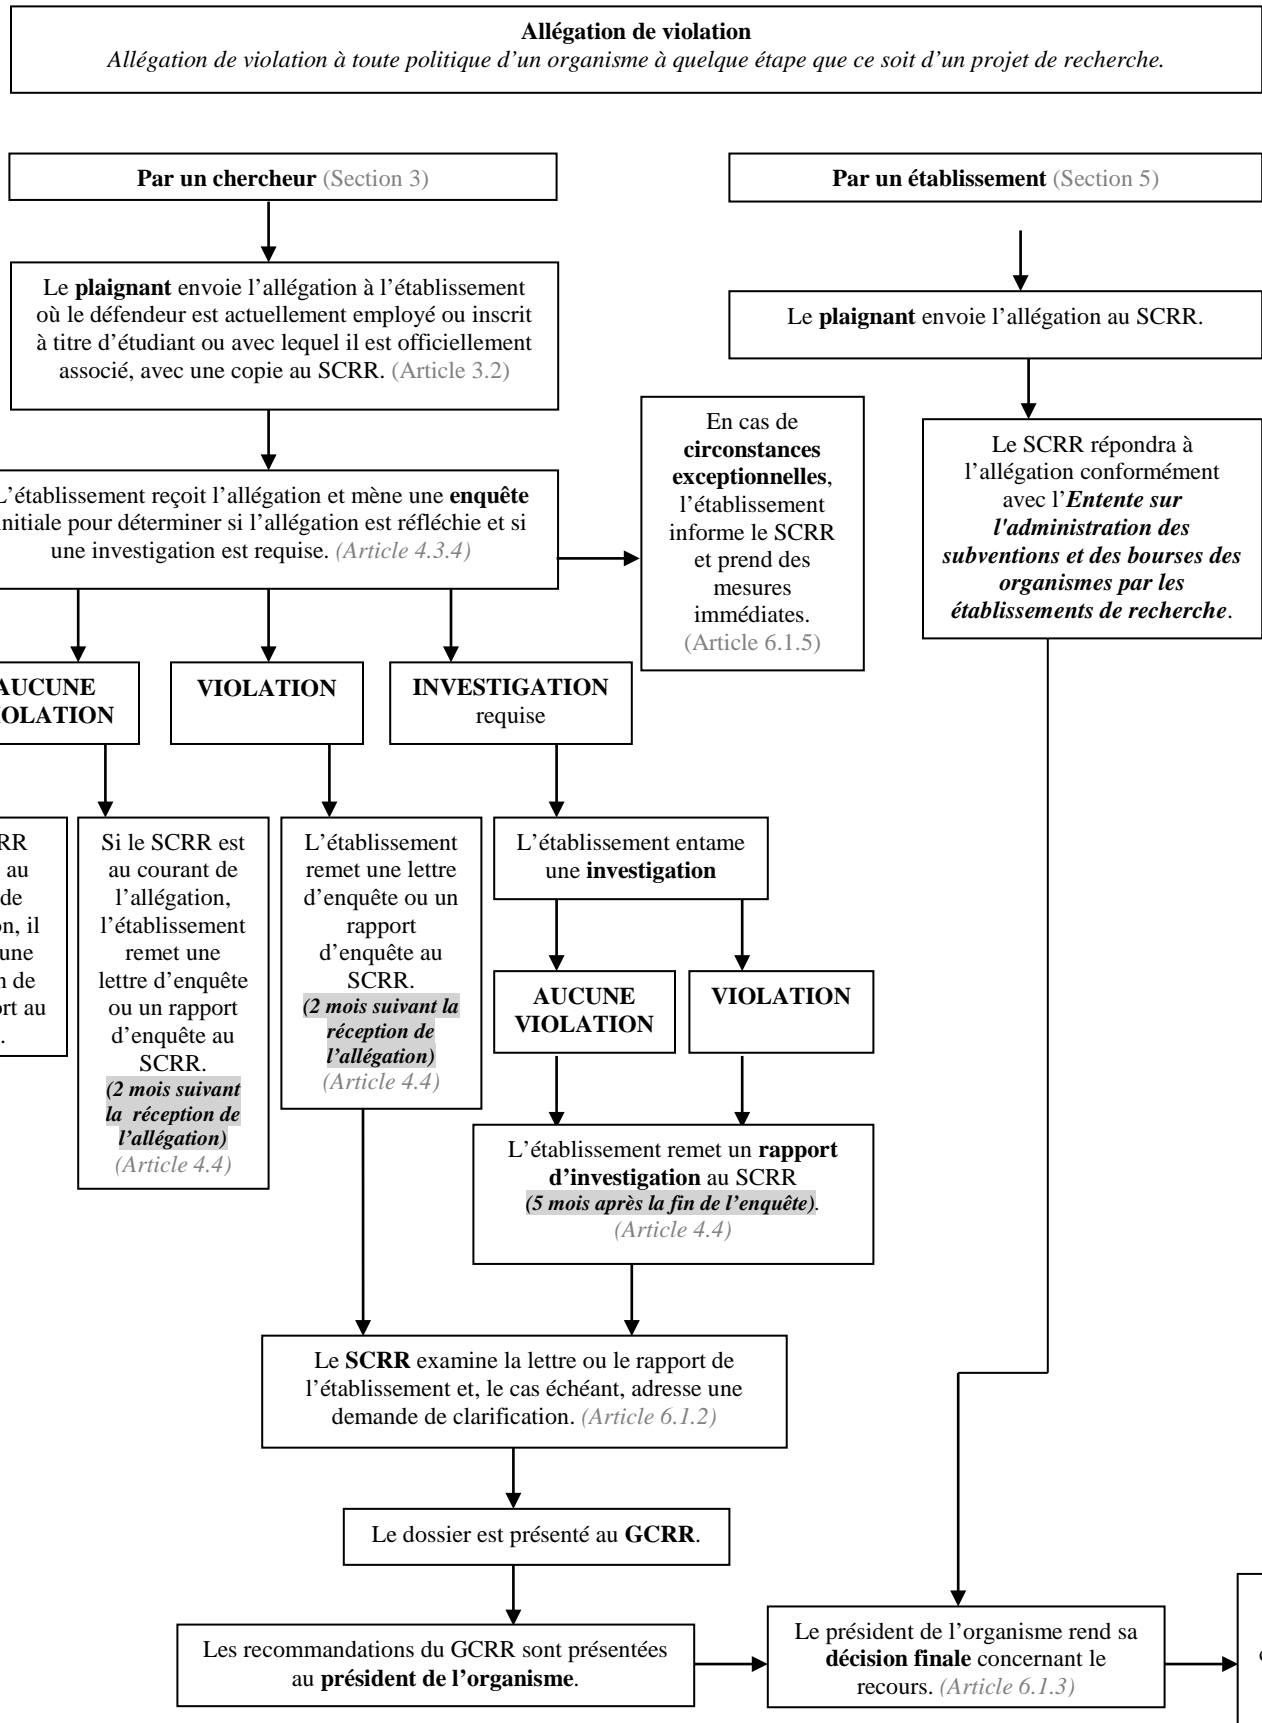 Allégation de violation
Allégation de violation à toute politique d’un organisme à quelque étape que ce soit d’un projet de recherche.
Par un chercheur (Section 3)
Par un établissement (Section 5)
Le plaignant envoie l’allégation à l’établissement
où le défendeur est actuellement employé ou inscrit
à titre d’étudiant ou avec lequel il est officiellement
associé, avec une copie au SCRR. (Article 3.2)
Le plaignant envoie l’allégation au SCRR.
L’établissement reçoit l’allégation et mène une enquête
initiale pour déterminer si l’allégation est réfléchie et si
une investigation est requise. (Article 4.3.4)
En cas de
circonstances
exceptionnelles,
l’établissement
informe le SCRR
et prend des
mesures
immédiates.
(Article 6.1.5)
Le SCRR répondra à
l’allégation conformément
avec l’Entente sur
l'administration des
subventions et des bourses des
organismes par les
établissements de recherche.
AUCUNE
VIOLATION
VIOLATION
INVESTIGATION
requise
RR
au
de
on, il
une
n de
ort au
.
Si le SCRR est
au courant de
l’allégation,
l’établissement
remet une
lettre d’enquête
ou un rapport
d’enquête au
SCRR.
(2 mois suivant
la réception de
l’allégation)
(Article 4.4)
L’établissement
remet une lettre
d’enquête ou un
rapport
d’enquête au
SCRR.
(2 mois suivant la
réception de
l’allégation)
(Article 4.4)
L’établissement entame
une investigation
AUCUNE
VIOLATION
VIOLATION
L’établissement remet un rapport
d’investigation au SCRR
(5 mois après la fin de l’enquête).
(Article 4.4)
Le SCRR examine la lettre ou le rapport de
l’établissement et, le cas échéant, adresse une
demande de clarification. (Article 6.1.2)
Le dossier est présenté au GCRR.
Les recommandations du GCRR sont présentées
au président de l’organisme.
Le président de l’organisme rend sa
décision finale concernant le
recours. (Article 6.1.3)